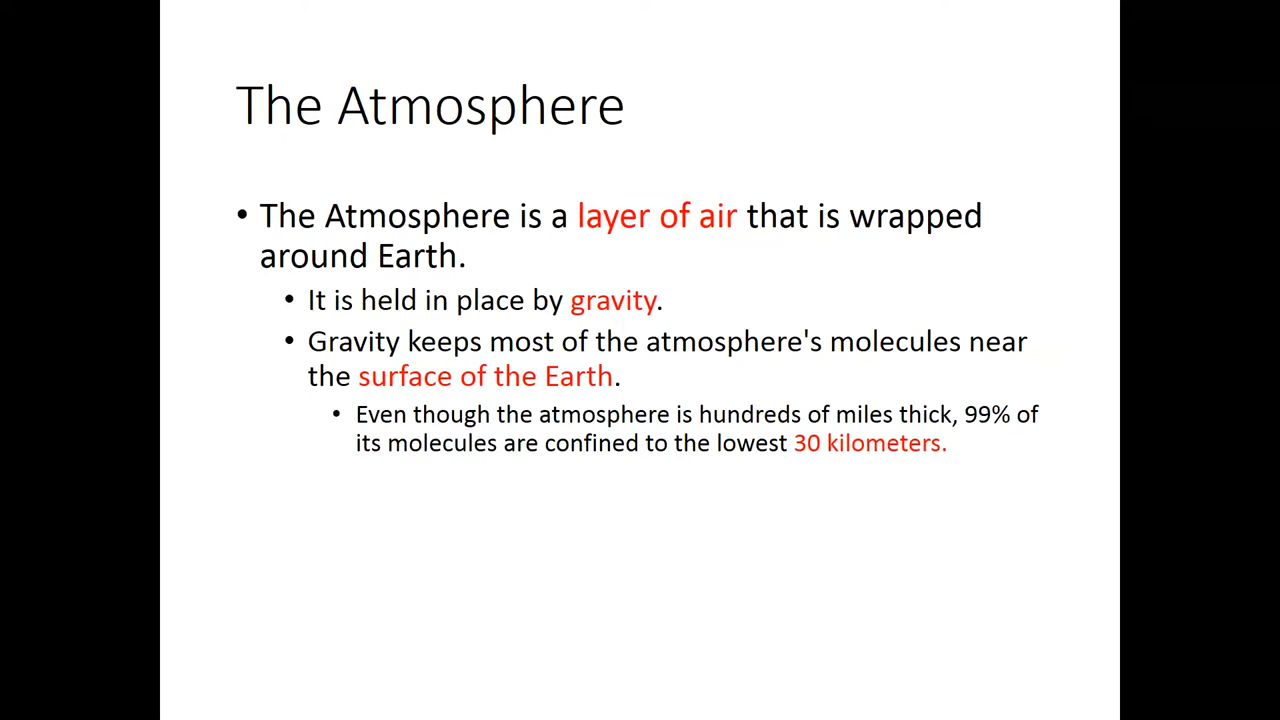 The Atmosphere
• The Atmosphere is a layer of air that is wrapped
around Earth.
• It is held in place by gravity.
• Gravity keeps most of the atmosphere's molecules near
the surface of the Earth.
• Even though the atmosphere is hundreds of miles thick, 99% of
its molecules are confined to the lowest 30 kilometers.